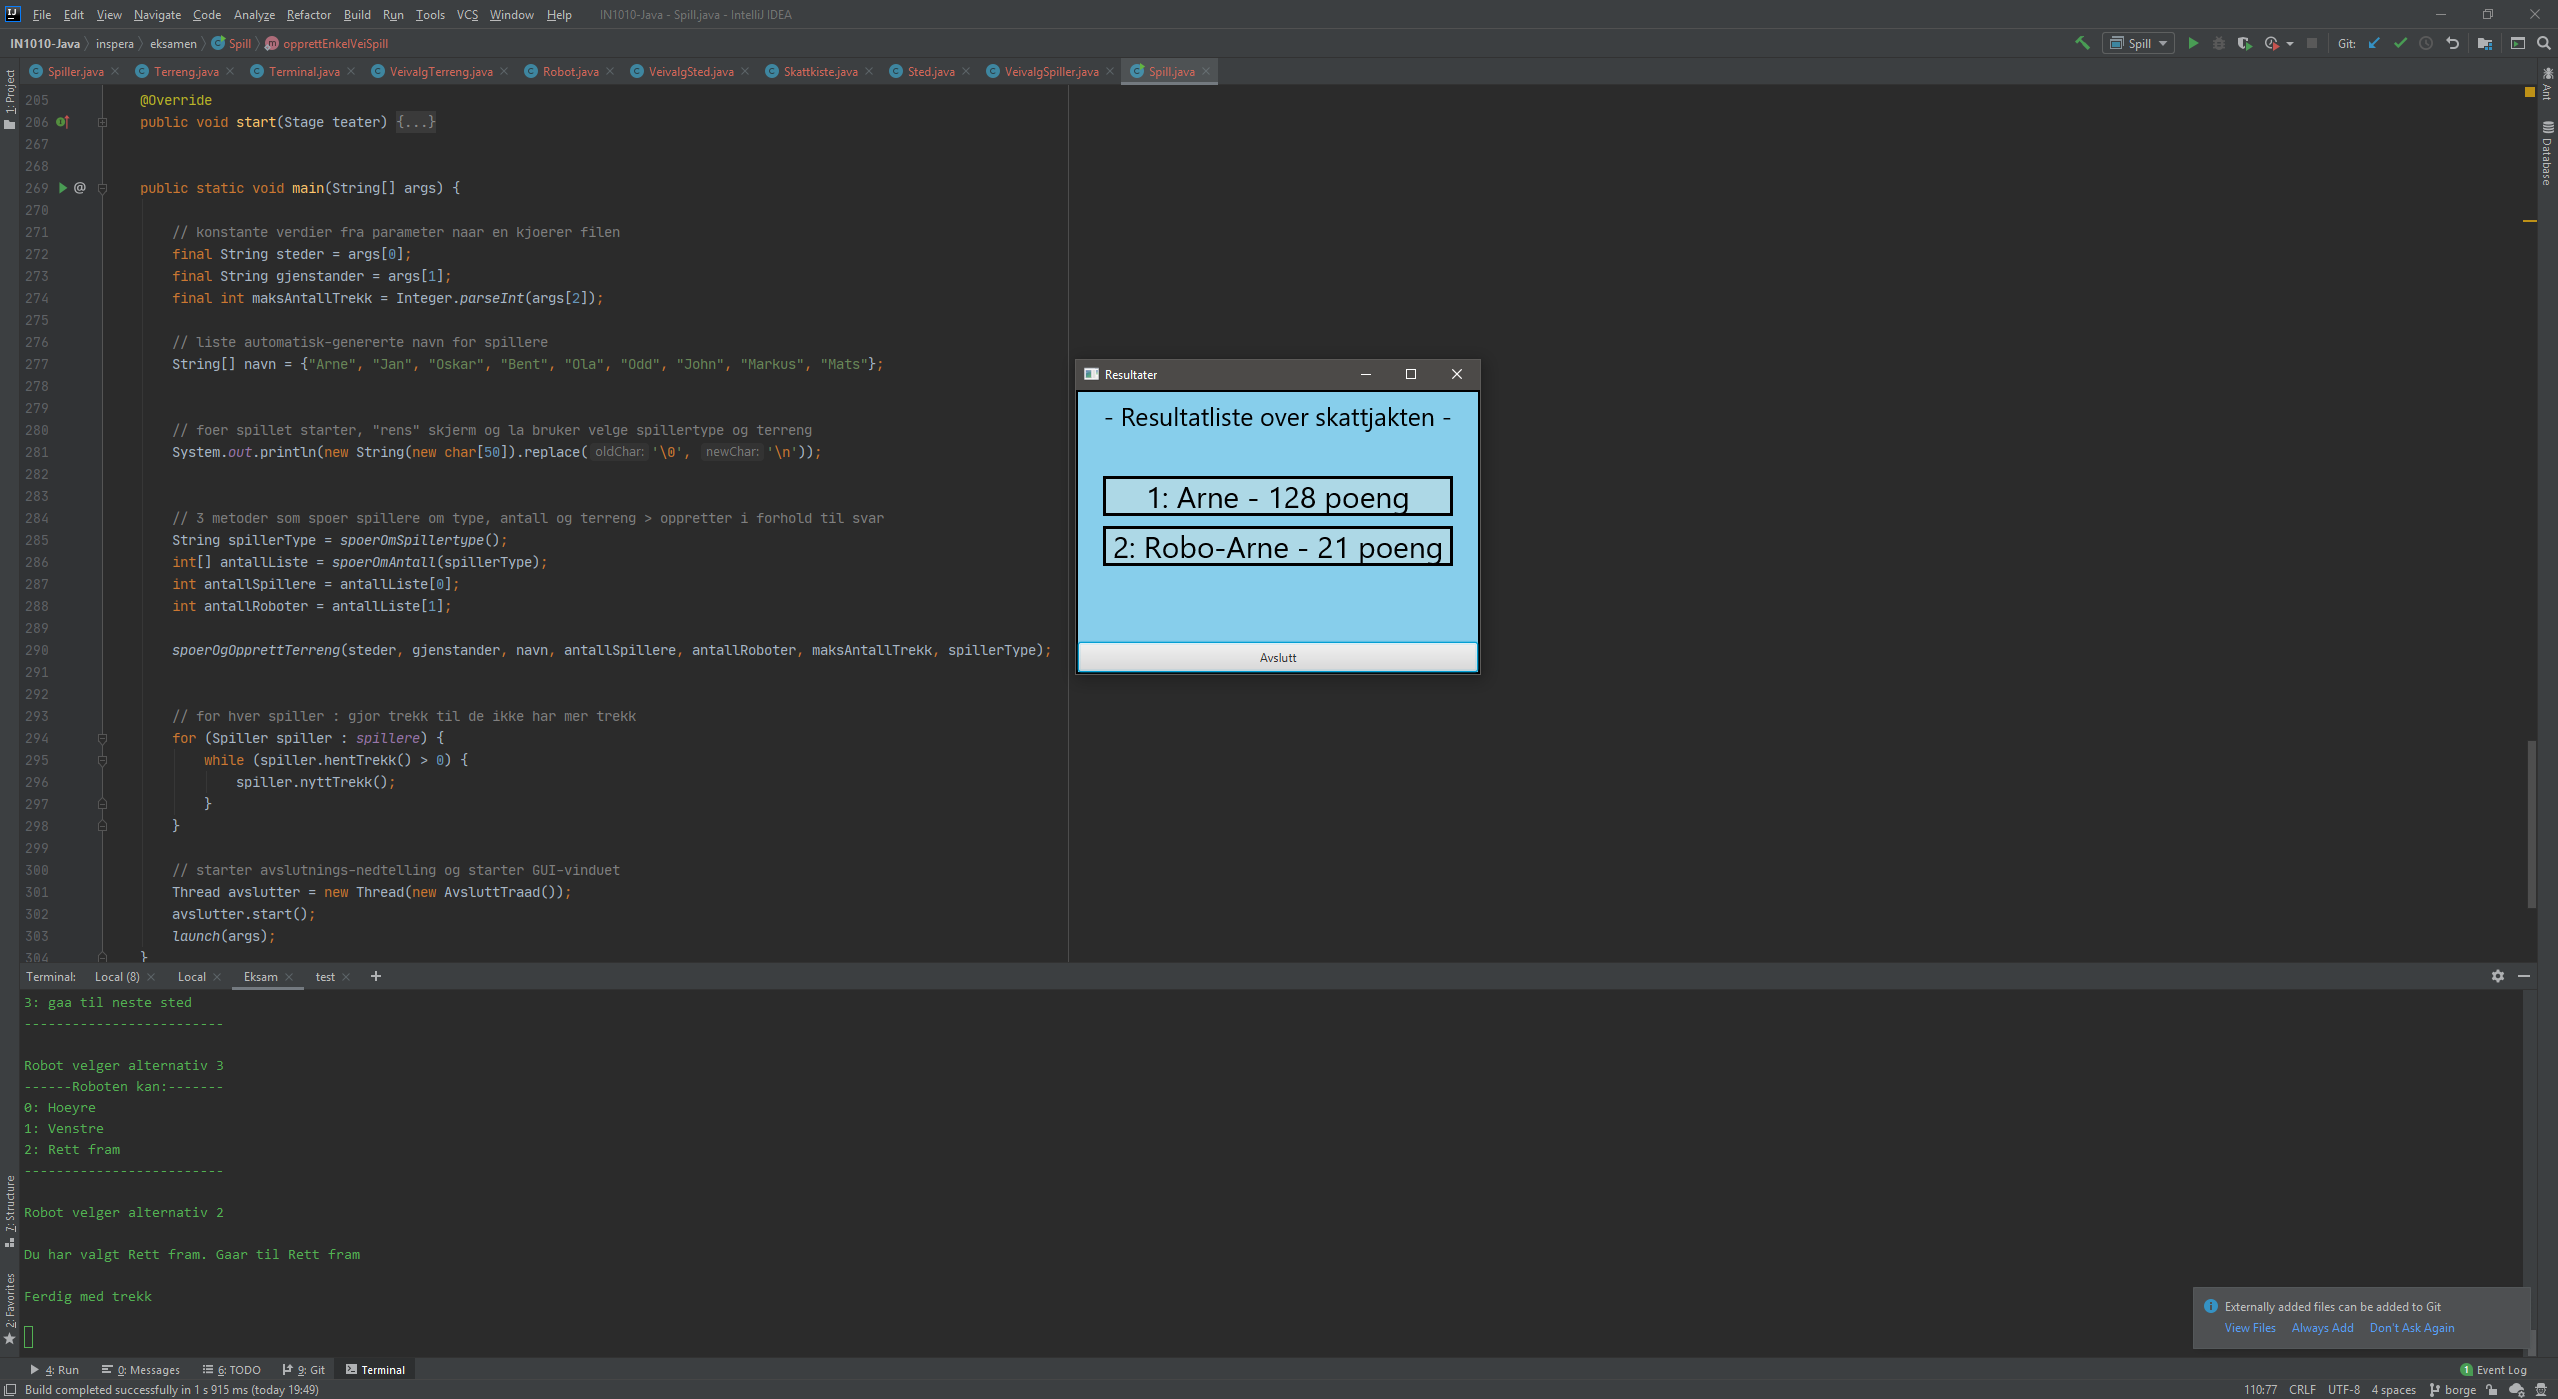 File Edit View Navigate Code Analyze Refactor Build Run Tools VCS Window Help IN1010-Java - Spill.java - IntelliJ IDEA
IN1010-Java inspera eksamen Spill opprettEnkelVeiSpill Spill Git:
Spiller.java Terreng.java Terminal.java VeivalgTerreng.java Robot.java VeivalgSted.java Skattkiste.java Sted.java VeivalgSpiller.java Spill.java
1: Project
Ant
Database
205 @Override
206 public void start(Stage teater) {...}
267
268
269 public static void main(String[] args) {
270
271 // konstante verdier fra parameter naar en kjoerer filen
272 final String steder = args[0];
273 final String gjenstander = args[1];
274 final int maksAntallTrekk = Integer.parseInt(args[2]);
275
276 // liste automatisk-genererte navn for spillere
277 String[] navn = {"Arne", "Jan", "Oskar", "Bent", "Ola", "Odd", "John", "Markus", "Mats"};
278
279
280 // foer spillet starter, "rens" skjerm og la bruker velge spillertype og terreng
281 System.out.println(new String(new char[50]).replace( oldChar: '\0', newChar: '\n'));
282
283
284 // 3 metoder som spoer spillere om type, antall og terreng > oppretter i forhold til svar
285 String spillerType = spoerOmSpillertype();
286 int[] antallListe = spoerOmAntall(spillerType);
287 int antallSpillere = antallListe[0];
288 int antallRoboter = antallListe[1];
289
290 spoerOgOpprettTerreng(steder, gjenstander, navn, antallSpillere, antallRoboter, maksAntallTrekk, spillerType);
291
292
293 // for hver spiller : gjor trekk til de ikke har mer trekk
294 for (Spiller spiller : spillere) {
295 while (spiller.hentTrekk() > 0) {
296 spiller.nyttTrekk();
297 }
298 }
299
300 // starter avslutnings-nedtelling og starter GUI-vinduet
301 Thread avslutter = new Thread(new AvsluttTraad());
302 avslutter.start();
303 launch(args);
304 }
Resultater
- Resultatliste over skattjakten -
1: Arne - 128 poeng
2: Robo-Arne - 21 poeng
Avslutt
Terminal: Local (8) Local Eksam test +
3: gaa til neste sted
-------------------------
Robot velger alternativ 3
------Roboten kan:-------
0: Hoeyre
1: Venstre
2: Rett fram
-------------------------
Robot velger alternativ 2
Du har valgt Rett fram. Gaar til Rett fram
Ferdig med trekk
7: Structure
2: Favorites
Externally added files can be added to Git
View Files Always Add Don't Ask Again
4: Run 0: Messages 6: TODO 9: Git Terminal 1 Event Log
Build completed successfully in 1 s 915 ms (today 19:49) 110:77 CRLF UTF-8 4 spaces borge